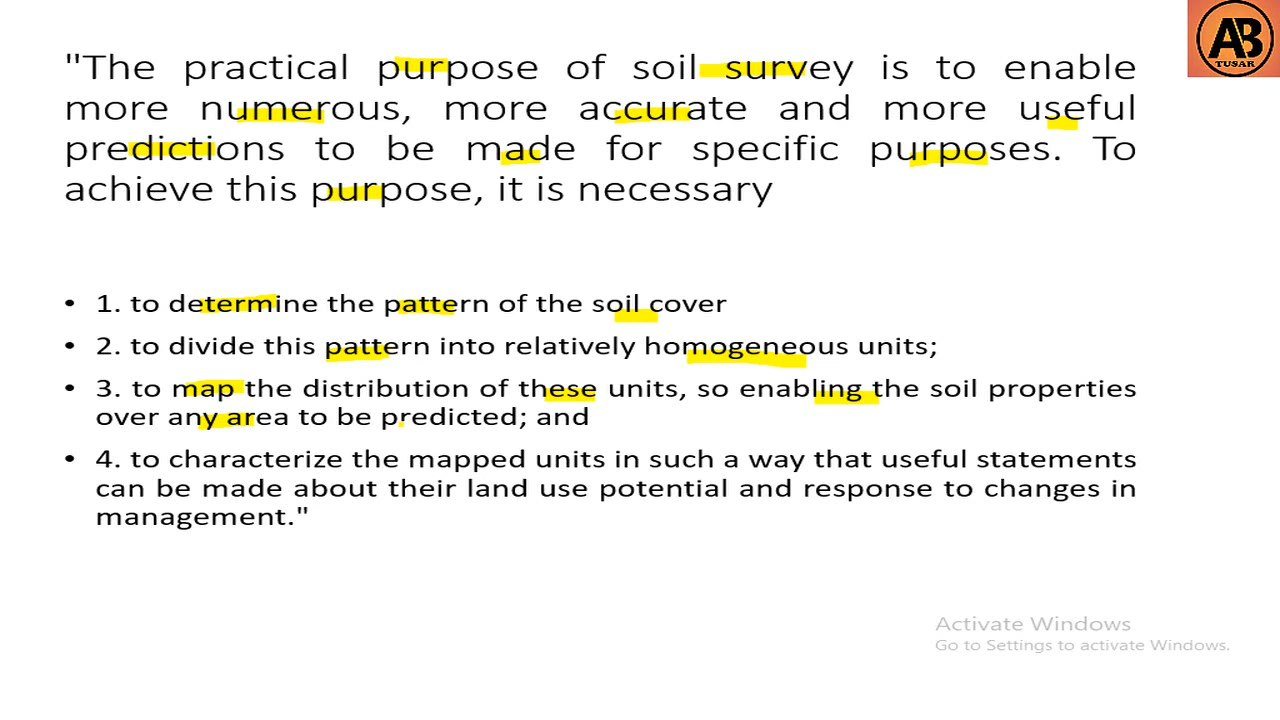 AB
TUSAR
"The practical purpose of soil survey is to enable
more numerous, more accurate and more useful
predictions to be made for specific purposes. To
achieve this purpose, it is necessary
• 1. to determine the pattern of the soil cover
• 2. to divide this pattern into relatively homogeneous units;
• 3. to map the distribution of these units, so enabling the soil properties
over any area to be predicted; and
• 4. to characterize the mapped units in such a way that useful statements
can be made about their land use potential and response to changes in
management."
Activate Windows
Go to Settings to activate Windows.